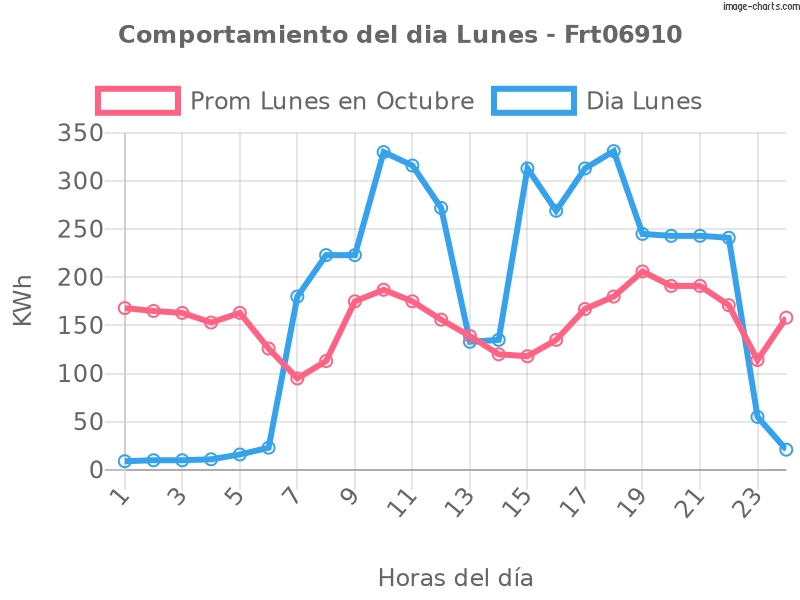 image-charts.com
Comportamiento del dia Lunes - Frt06910
Prom Lunes en Octubre Dia Lunes
350
300
250
200
150
100
50
0
KWh
1 3 5 7 9 11 13 15 17 19 21 23
Horas del día